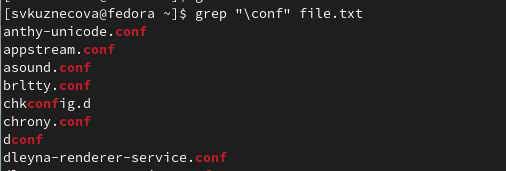 [svkuznecova@fedora ~]$ grep "\conf" file.txt
anthy-unicode.conf
appstream.conf
asound.conf
brltty.conf
chkconfig.d
chrony.conf
dconf
dleyna-renderer-service.conf